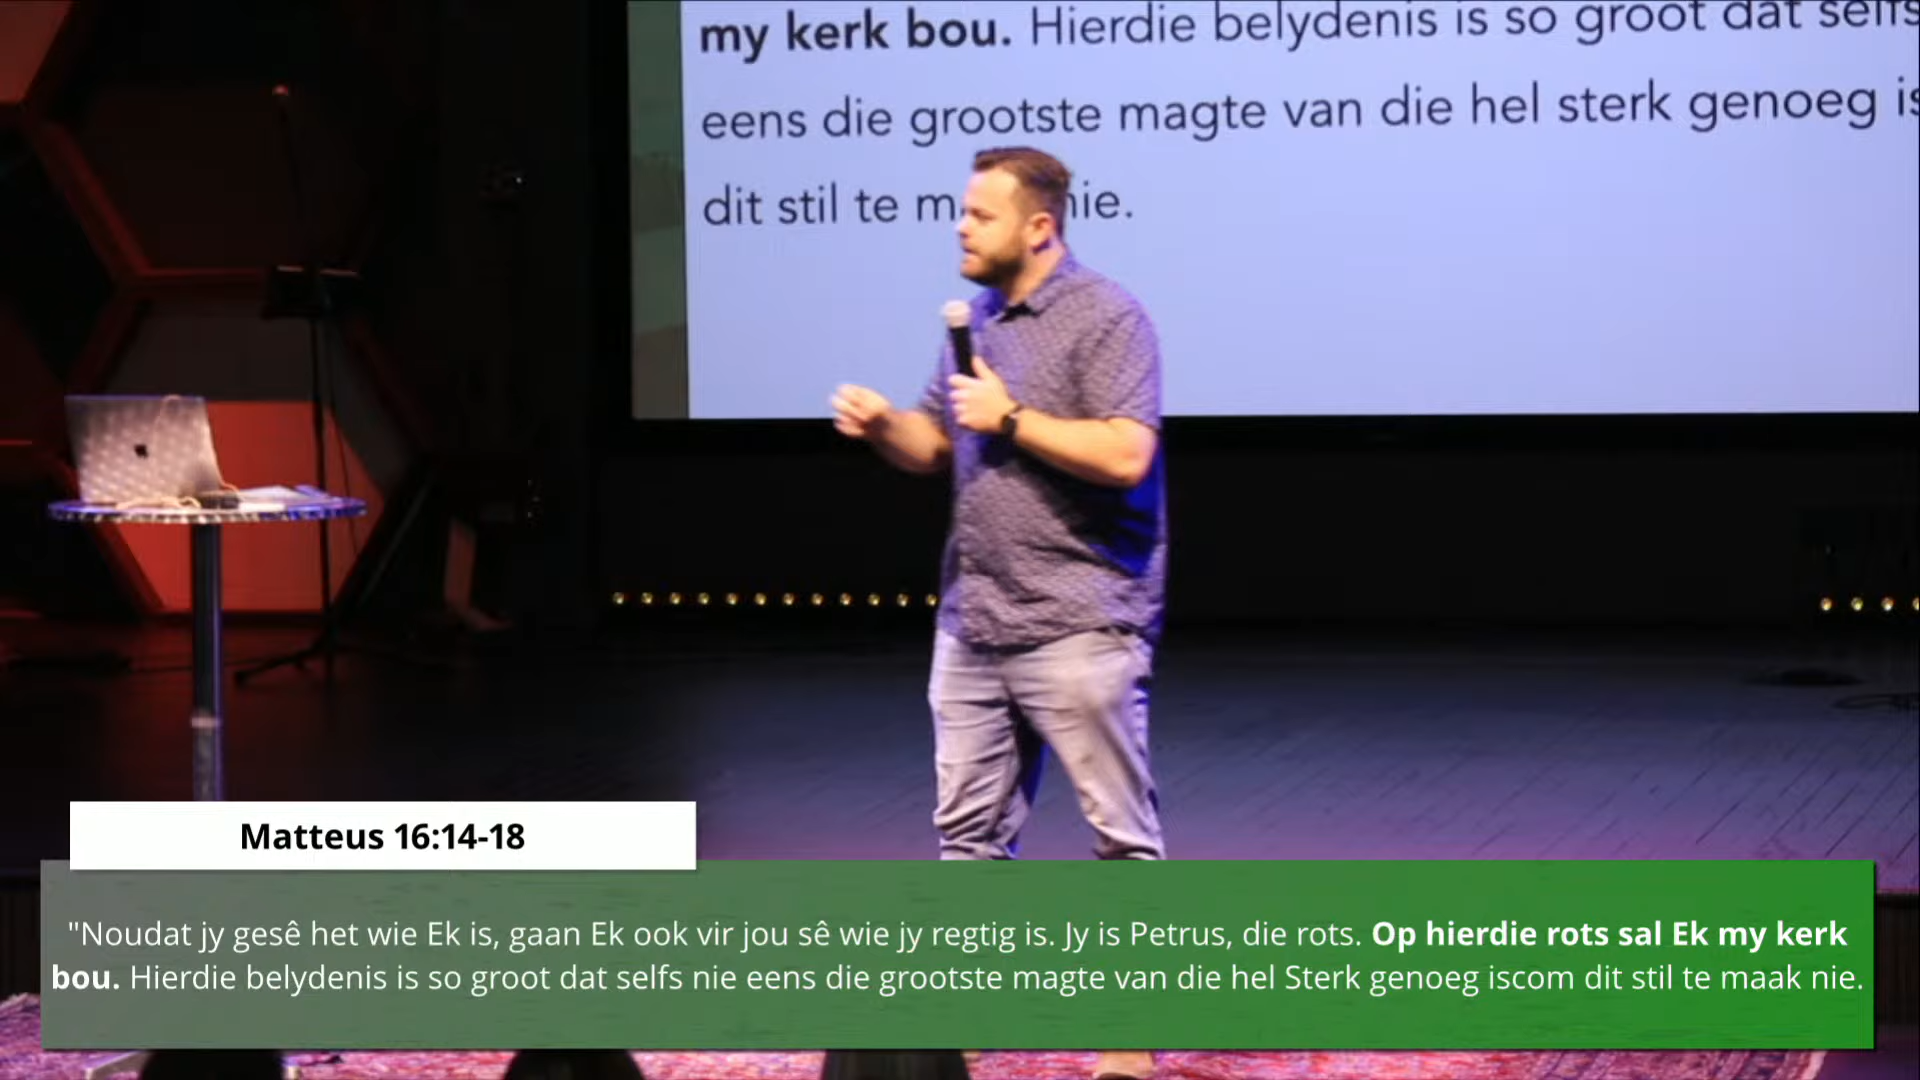 my kerk bou. Hierdie belydenis is so groot dat selfs
eens die grootste magte van die hel sterk genoeg is
dit stil te nie.
Matteus 16:14-18
"Noudat jy gesê het wie Ek is, gaan Ek ook vir jou sê wie jy regtig is. Jy is Petrus, die rots. Op hierdie rots sal Ek my kerk
bou. Hierdie belydenis is so groot dat selfs nie eens die grootste magte van die hel Sterk genoeg iscom dit stil te maak nie.